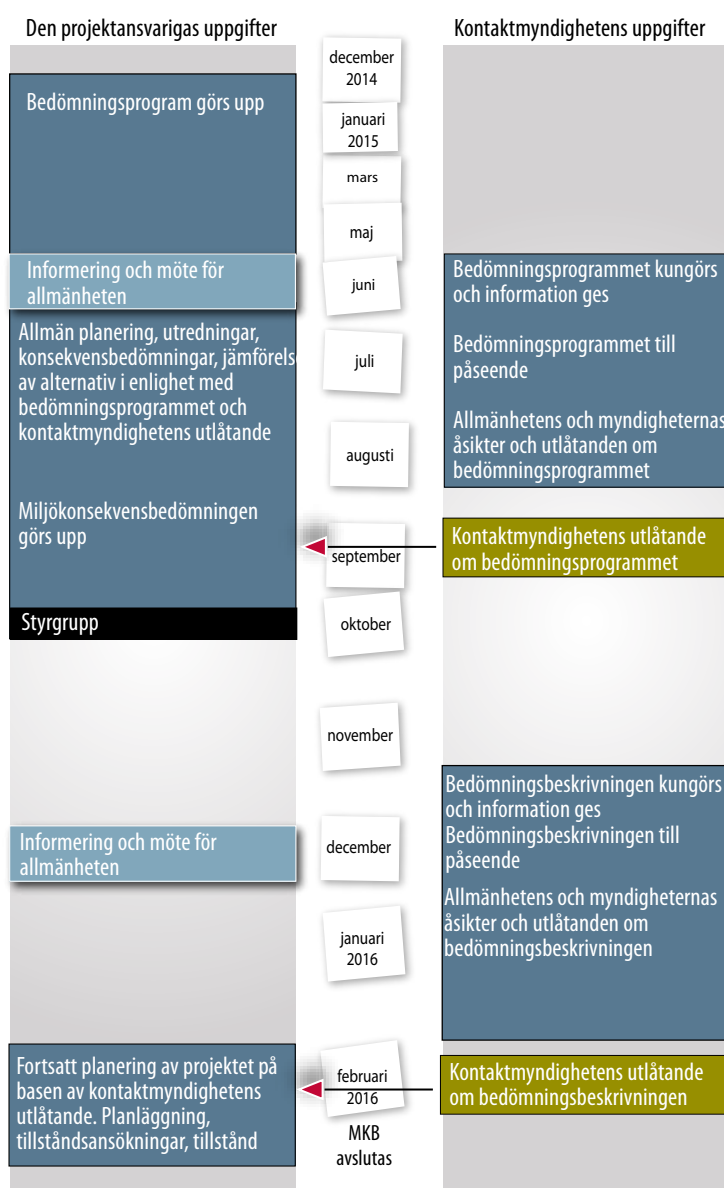 Den projektansvarigas uppgifter
Bedömningsprogram görs upp
Informering och möte för
allmänheten
Allmän planering, utredningar,
konsekvensbedömningar, jämförelse
av alternativ i enlighet med
bedömningsprogrammet och
kontaktmyndighetens utlåtande
Miljökonsekvensbedömningen
görs upp
Styrgrupp
Informering och möte för
allmänheten
Fortsatt planering av projektet på
basen av kontaktmyndighetens
utlåtande. Planläggning,
tillståndsansökningar, tillstånd
december
2014
januari
2015
mars
maj
juni
juli
augusti
september
oktober
november
december
januari
2016
februari
2016
MKB
avslutas
Kontaktmyndighetens uppgifter
Bedömningsprogrammet kungörs
och information ges
Bedömningsprogrammet till
påseende
Allmänhetens och myndigheternas
åsikter och utlåtanden om
bedömningsprogrammet
Kontaktmyndighetens utlåtande
om bedömningsprogrammet
Bedömningsbeskrivningen kungörs
och information ges
Bedömningsbeskrivningen till
påseende
Allmänhetens och myndigheternas
åsikter och utlåtanden om
bedömningsbeskrivningen
Kontaktmyndighetens utlåtande
om bedömningsbeskrivningen